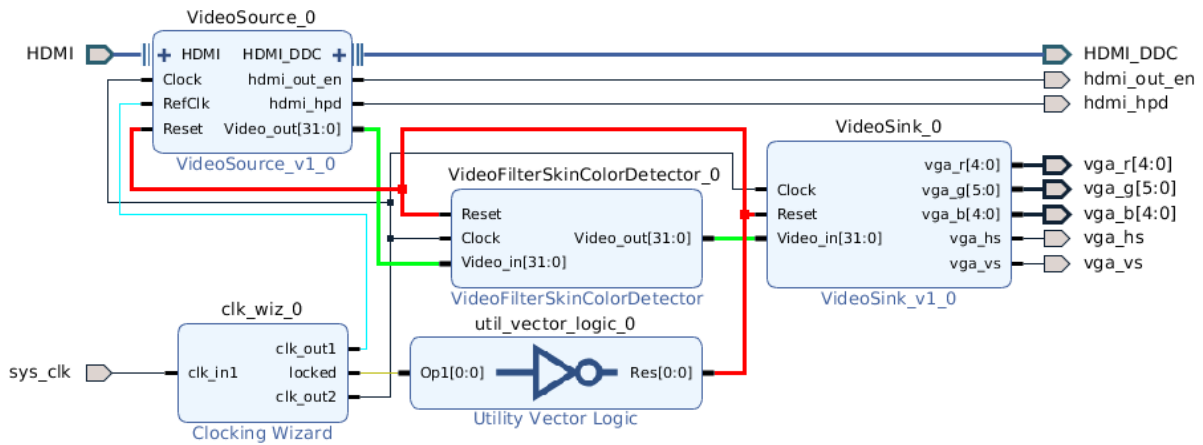 VideoSource_0
HDMI
HDMI HDMI_DDC
Clock hdmi_out_en
RefClk hdmi_hpd
Reset Video_out[31:0]
VideoSource_v1_0
HDMI_DDC
hdmi_out_en
hdmi_hpd
VideoFilterSkinColorDetector_0
Reset
Clock Video_out[31:0]
Video_in[31:0]
VideoFilterSkinColorDetector
VideoSink_0
vga_r[4:0]
Clock vga_g[5:0]
Reset vga_b[4:0]
Video_in[31:0] vga_hs
vga_vs
VideoSink_v1_0
vga_r[4:0]
vga_g[5:0]
vga_b[4:0]
vga_hs
vga_vs
clk_wiz_0
sys_clk
clk_out1
clk_in1 locked
clk_out2
Clocking Wizard
util_vector_logic_0
Op1[0:0] Res[0:0]
Utility Vector Logic